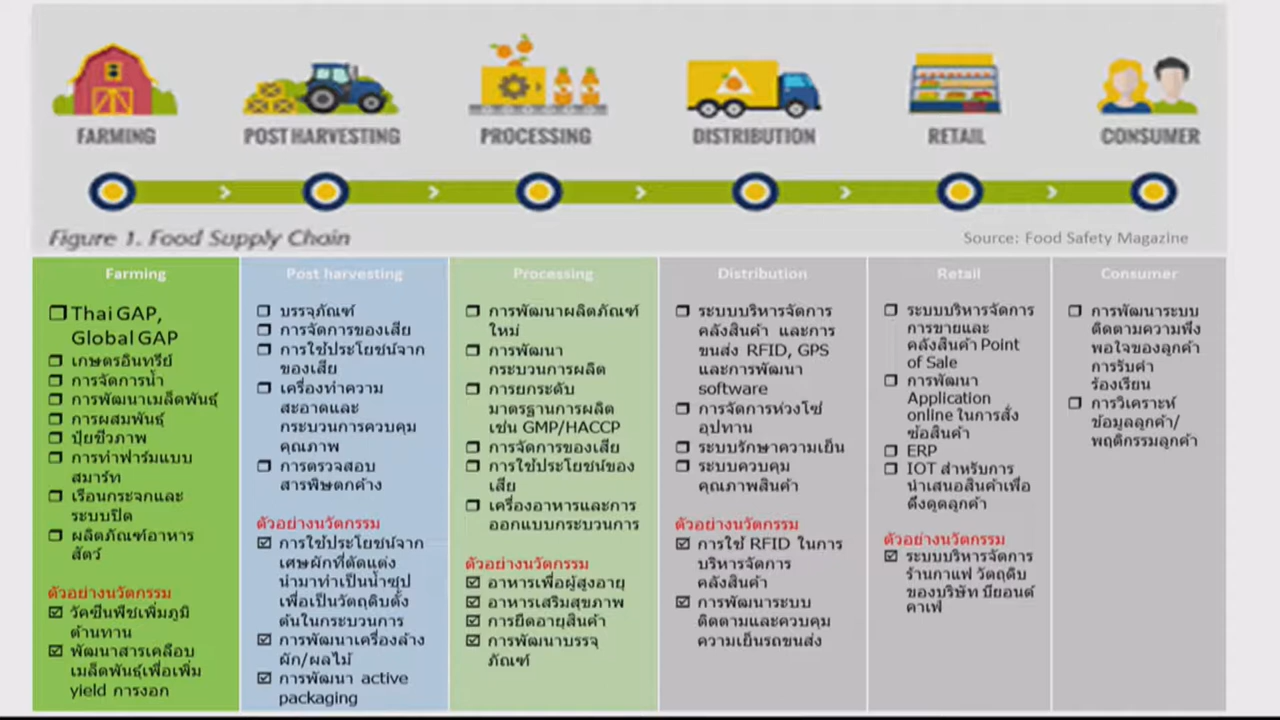 FARMING
POST HARVESTING
PROCESSING
DISTRIBUTION
RETAIL
CONSUMER
Figure 1. Food Supply Chain
Source: Food Safety Magazine
Farming
❐ Thai GAP,
Global GAP
❐ เกษตรอินทรีย์
❐ การจัดการน้ำ
❐ การพัฒนาเมล็ดพันธุ์
❐ การผสมพันธุ์
❐ ปุ๋ยชีวภาพ
❐ การทำฟาร์มแบบ
สมาร์ท
❐ เรือนกระจกและ
ระบบปิด
❐ ผลิตภัณฑ์อาหาร
สัตว์
ตัวอย่างนวัตกรรม
☑ วัคซีนพืชเพิ่มภูมิ
ต้านทาน
☑ พัฒนาสารเคลือบ
เมล็ดพันธุ์เพื่อเพิ่ม
yield การงอก
Post harvesting
❐ บรรจุภัณฑ์
❐ การจัดการของเสีย
❐ การใช้ประโยชน์จาก
ของเสีย
❐ เครื่องทำความ
สะอาดและ
กระบวนการควบคุม
คุณภาพ
❐ การตรวจสอบ
สารพิษตกค้าง
ตัวอย่างนวัตกรรม
☑ การใช้ประโยชน์จาก
เศษผักที่ตัดแต่ง
นำมาทำเป็นน้ำซุป
เพื่อเป็นวัตถุดิบตั้ง
ต้นในกระบวนการ
☑ การพัฒนาเครื่องล้าง
ผัก/ผลไม้
☑ การพัฒนา active
packaging
Processing
❐ การพัฒนาผลิตภัณฑ์
ใหม่
❐ การพัฒนา
กระบวนการผลิต
❐ การยกระดับ
มาตรฐานการผลิต
เช่น GMP/HACCP
❐ การจัดการของเสีย
❐ การใช้ประโยชน์ของ
เสีย
❐ เครื่องอาหารและการ
ออกแบบกระบวนการ
ตัวอย่างนวัตกรรม
☑ อาหารเพื่อผู้สูงอายุ
☑ อาหารเสริมสุขภาพ
☑ การยืดอายุสินค้า
☑ การพัฒนาบรรจุ
ภัณฑ์
Distribution
❐ ระบบบริหารจัดการ
คลังสินค้า และการ
ขนส่ง RFID, GPS
และการพัฒนา
software
❐ การจัดการห่วงโซ่
อุปทาน
❐ ระบบรักษาความเย็น
❐ ระบบควบคุม
คุณภาพสินค้า
ตัวอย่างนวัตกรรม
☑ การใช้ RFID ในการ
บริหารจัดการ
คลังสินค้า
☑ การพัฒนาระบบ
ติดตามและควบคุม
ความเย็นรถขนส่ง
Retail
❐ ระบบบริหารจัดการ
การขายและ
คลังสินค้า Point
of Sale
❐ การพัฒนา
Application
online ในการสั่ง
ซื้อสินค้า
❐ ERP
❐ IOT สำหรับการ
นำเสนอสินค้าเพื่อ
ดึงดูดลูกค้า
ตัวอย่างนวัตกรรม
☑ ระบบบริหารจัดการ
ร้านกาแฟ วัตถุดิบ
ของบริษัท บียอนด์
คาเฟ่
Consumer
❐ การพัฒนาระบบ
ติดตามความพึง
พอใจของลูกค้า
การรับคำ
ร้องเรียน
❐ การวิเคราะห์
ข้อมูลลูกค้า/
พฤติกรรมลูกค้า